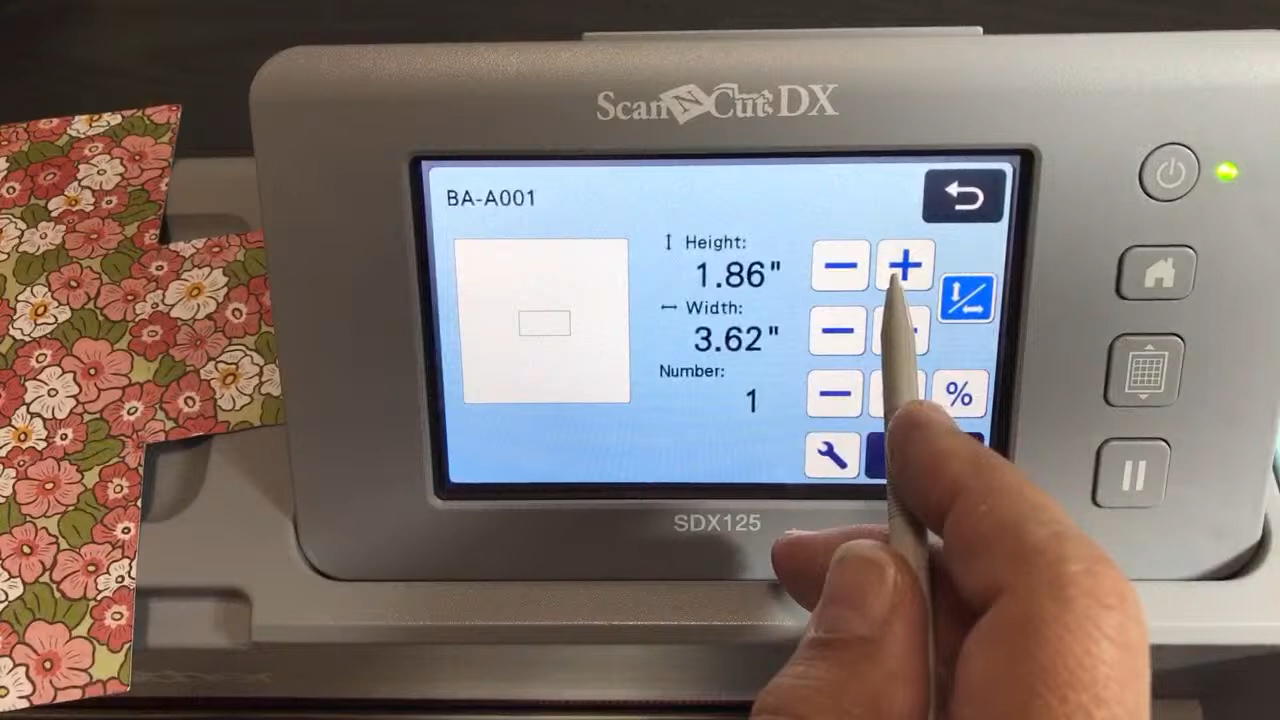 ScanNCut DX
BA-A001
Height:
1.86"
Width:
3.62"
Number:
1
%
SDX125